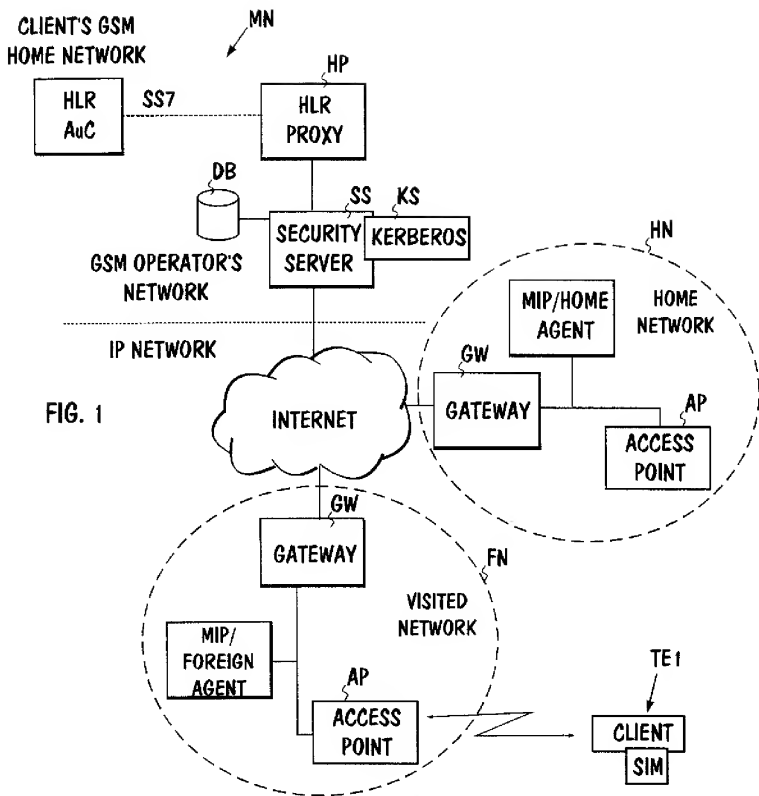 CLIENT'S GSM
HOME NETWORK
MN
HLR
AuC
SS7
HP
HLR
PROXY
DB
SS
KS
SECURITY
SERVER
KERBEROS
GSM OPERATOR'S
NETWORK
IP NETWORK
HN
MIP/HOME
AGENT
HOME
NETWORK
GW
GATEWAY
AP
ACCESS
POINT
FIG. 1
INTERNET
GW
GATEWAY
FN
VISITED
NETWORK
MIP/
FOREIGN
AGENT
AP
ACCESS
POINT
TE1
CLIENT
SIM